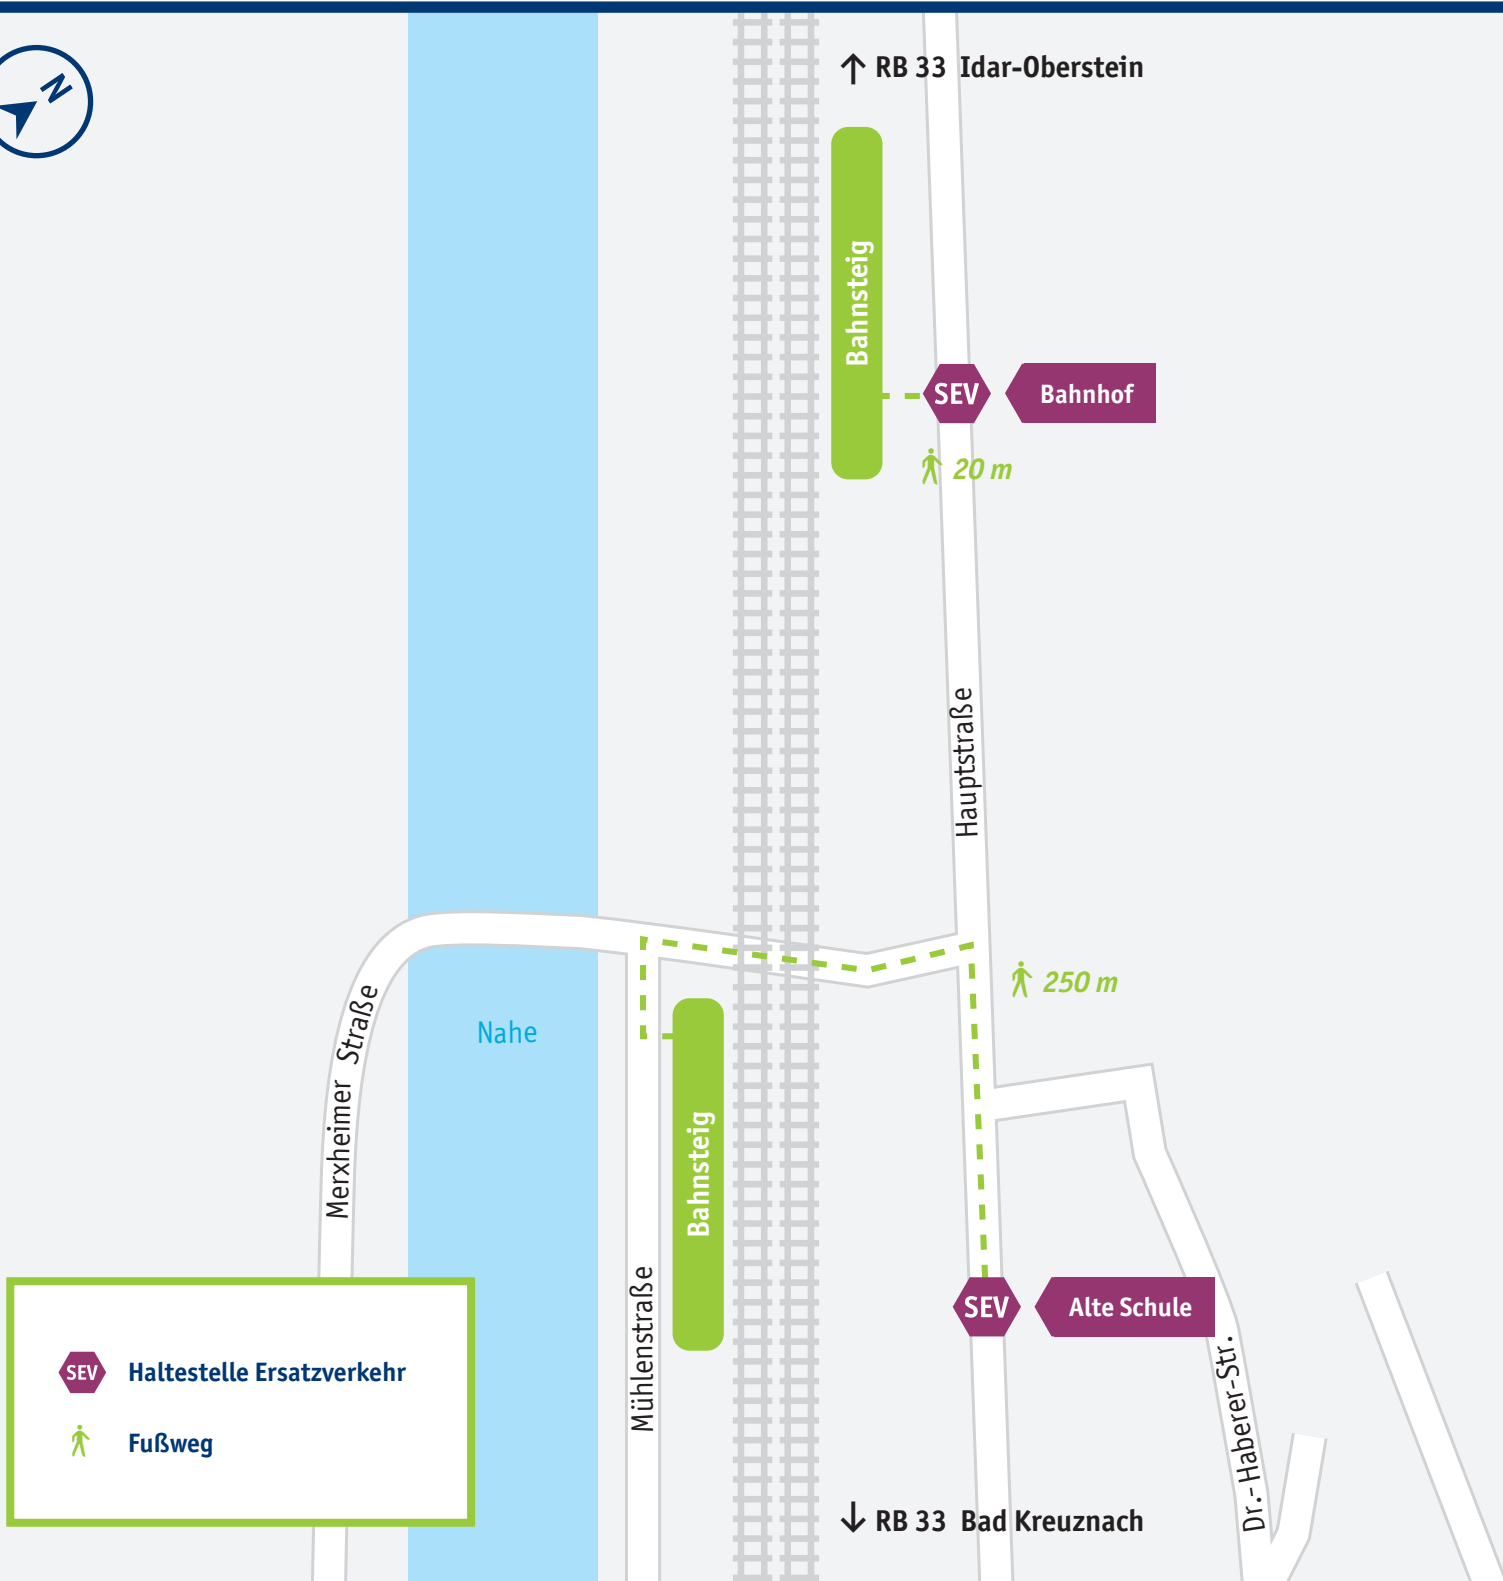 N
↑ RB 33 Idar-Oberstein
Bahnsteig
SEV
Bahnhof
20 m
Hauptstraße
250 m
Merxheimer Straße
Nahe
Bahnsteig
Mühlenstraße
SEV
Alte Schule
Dr.-Haberer-Str.
SEV Haltestelle Ersatzverkehr
Fußweg
↓ RB 33 Bad Kreuznach